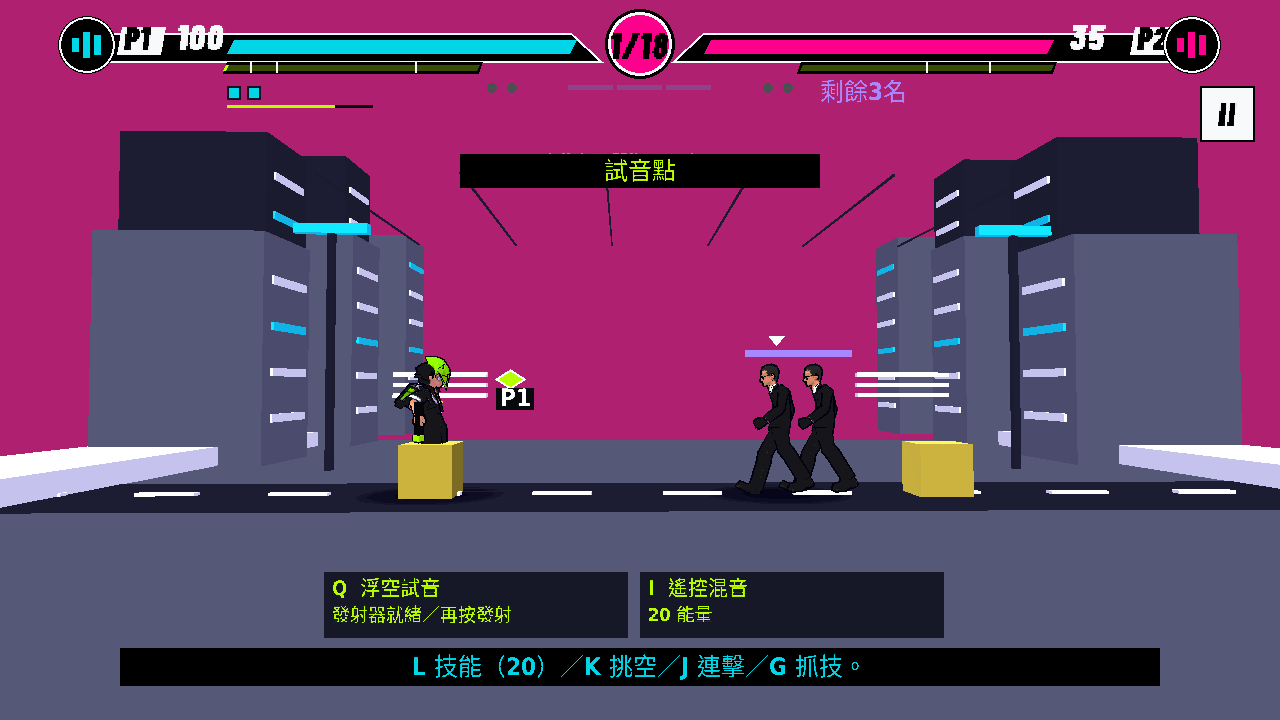 P1 100
1/18
35 P2
剩餘3名
試音點
P1
Q 浮空試音
發射器就緒／再按發射
I 遙控混音
20 能量
L 技能（20）／K 挑空／J 連擊／G 抓技。